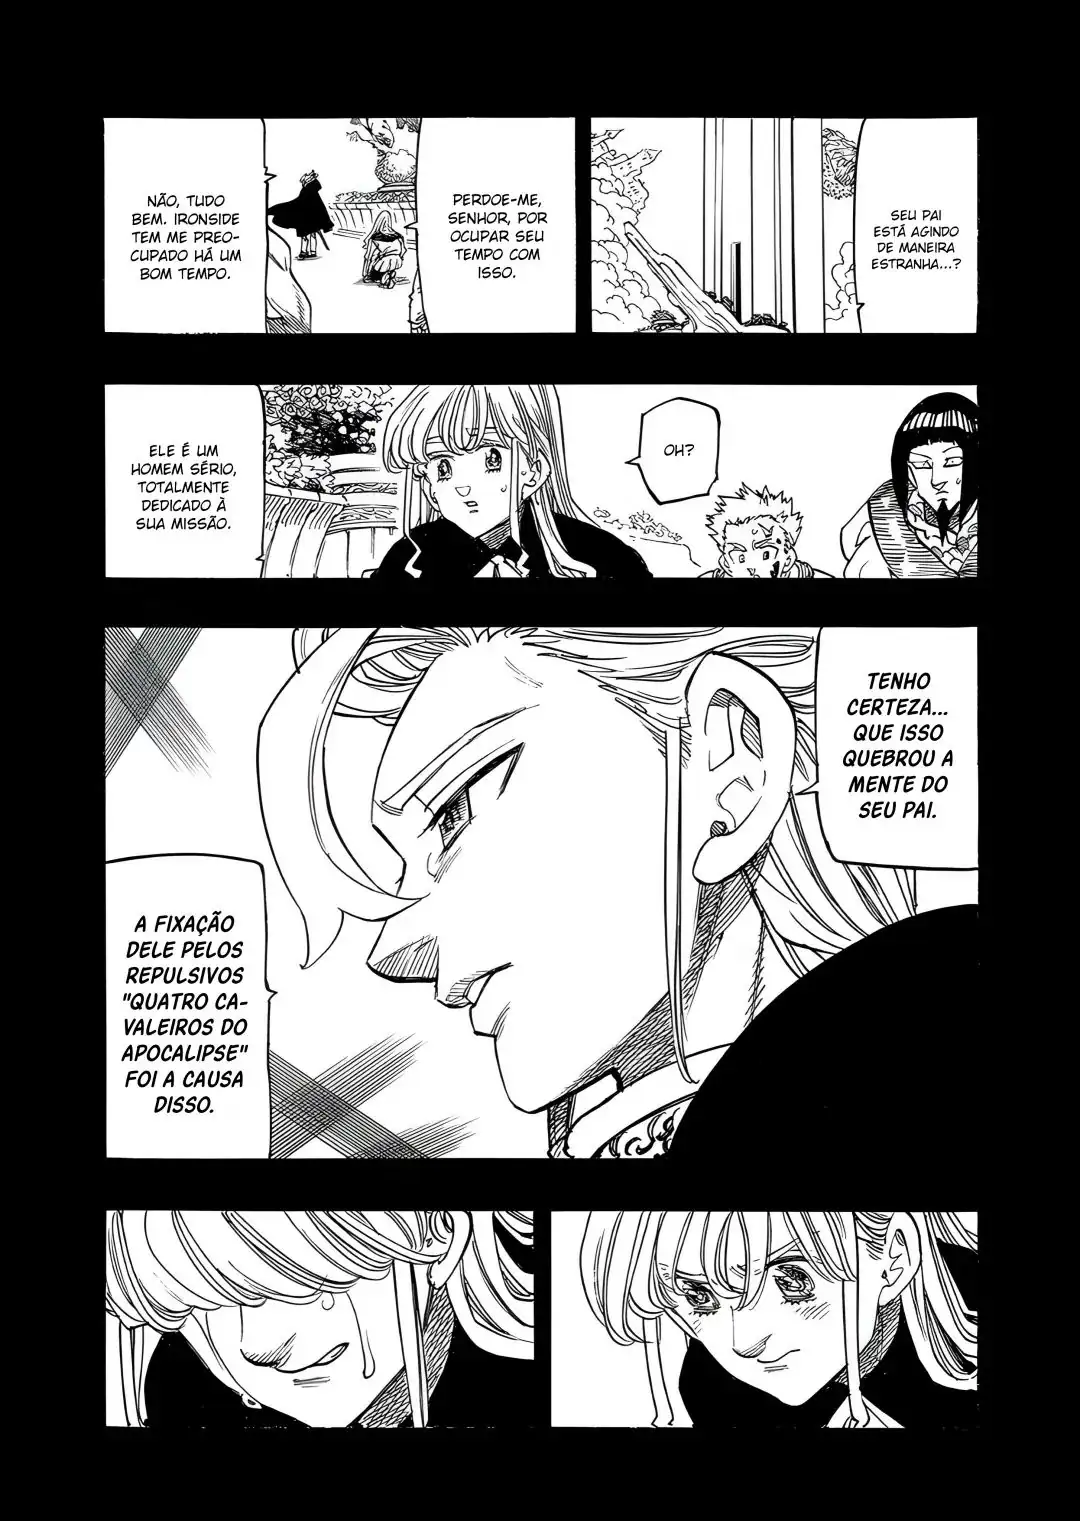 SEU PAI
ESTÁ AGINDO
DE MANEIRA
ESTRANHA...?
PERDOE-ME,
SENHOR, POR
OCUPAR SEU
TEMPO COM
ISSO.
NÃO, TUDO
BEM. IRONSIDE
TEM ME PREO-
CUPADO HÁ UM
BOM TEMPO.
OH?
ELE É UM
HOMEM SÉRIO,
TOTALMENTE
DEDICADO À
SUA MISSÃO.
TENHO
CERTEZA...
QUE ISSO
QUEBROU A
MENTE DO
SEU PAI.
A FIXAÇÃO
DELE PELOS
REPULSIVOS
"QUATRO CA-
VALEIROS DO
APOCALIPSE"
FOI A CAUSA
DISSO.